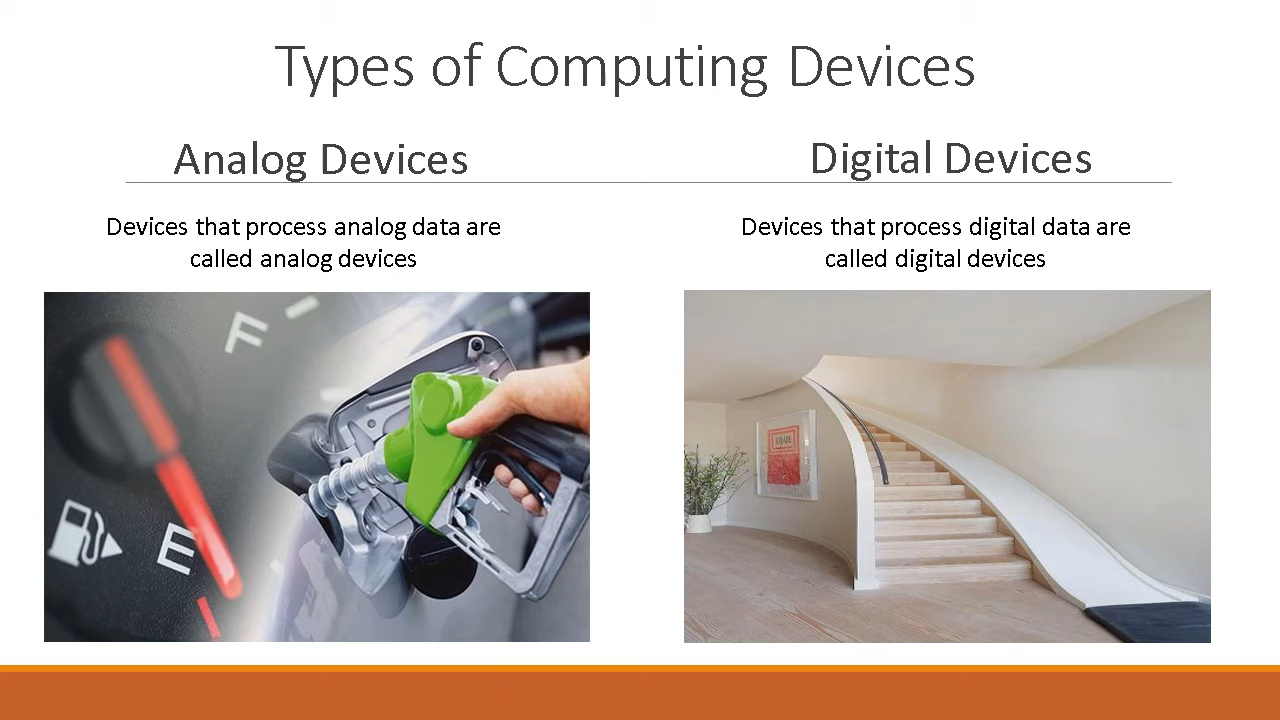 Types of Computing Devices
Analog Devices
Devices that process analog data are
called analog devices
F
E
Digital Devices
Devices that process digital data are
called digital devices
LOVE